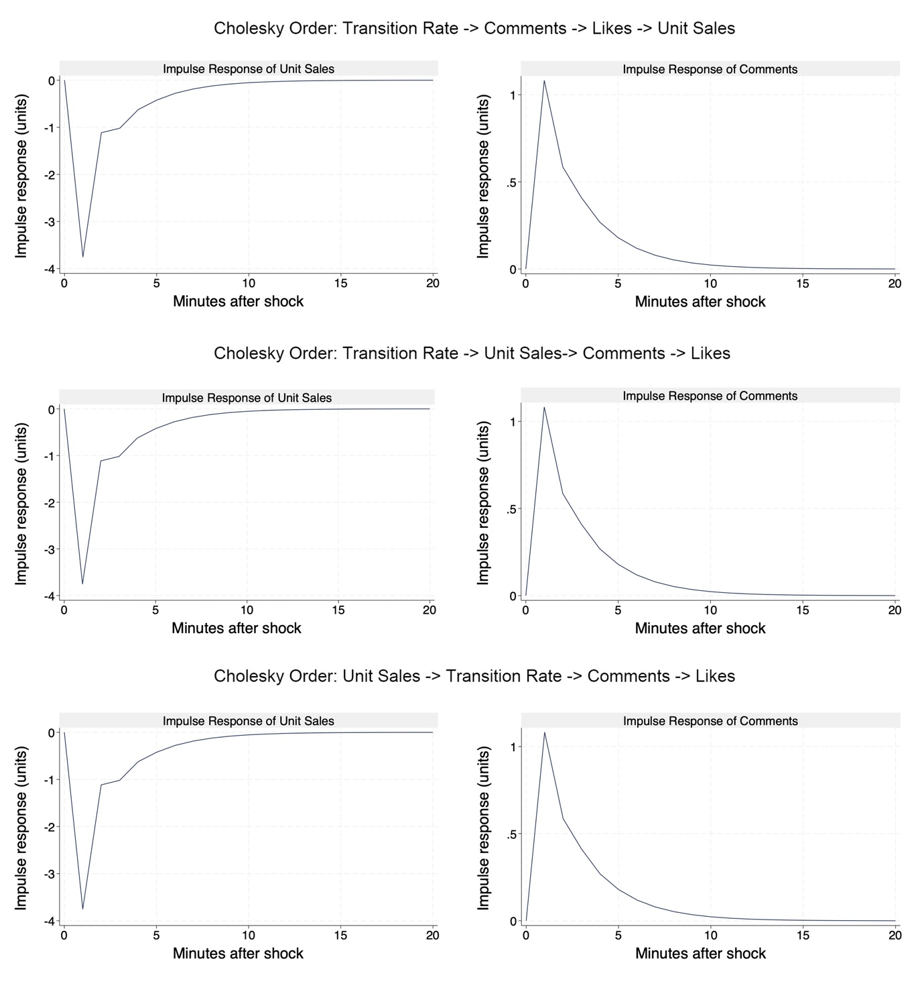 Cholesky Order: Transition Rate -> Comments -> Likes -> Unit Sales
Impulse Response of Unit Sales
Impulse response (units)
0
-1
-2
-3
-4
0 5 10 15 20
Minutes after shock
Impulse Response of Comments
Impulse response (units)
1
.5
0
0 5 10 15 20
Minutes after shock
Cholesky Order: Transition Rate -> Unit Sales-> Comments -> Likes
Impulse Response of Unit Sales
Impulse response (units)
0
-1
-2
-3
-4
0 5 10 15 20
Minutes after shock
Impulse Response of Comments
Impulse response (units)
1
.5
0
0 5 10 15 20
Minutes after shock
Cholesky Order: Unit Sales -> Transition Rate -> Comments -> Likes
Impulse Response of Unit Sales
Impulse response (units)
0
-1
-2
-3
-4
0 5 10 15 20
Minutes after shock
Impulse Response of Comments
Impulse response (units)
1
.5
0
0 5 10 15 20
Minutes after shock